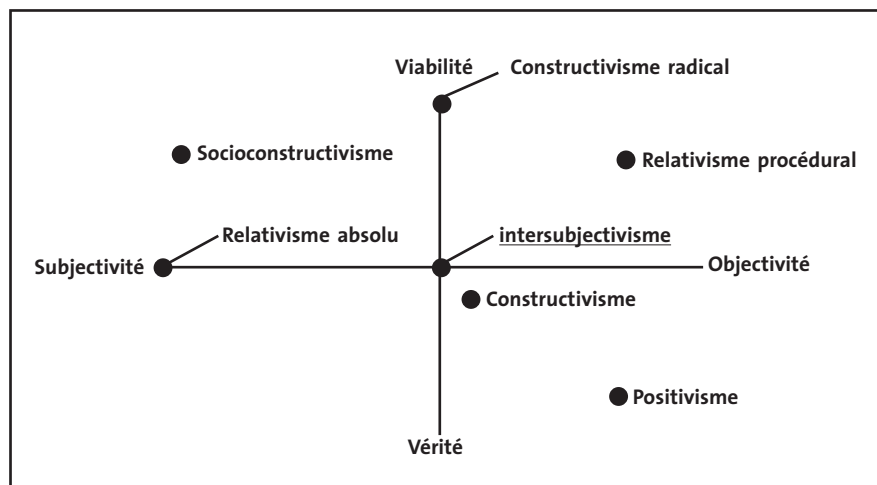 Viabilité
Constructivisme radical
Socioconstructivisme
Relativisme procédural
Relativisme absolu
intersubjectivisme
Subjectivité
Objectivité
Constructivisme
Positivisme
Vérité